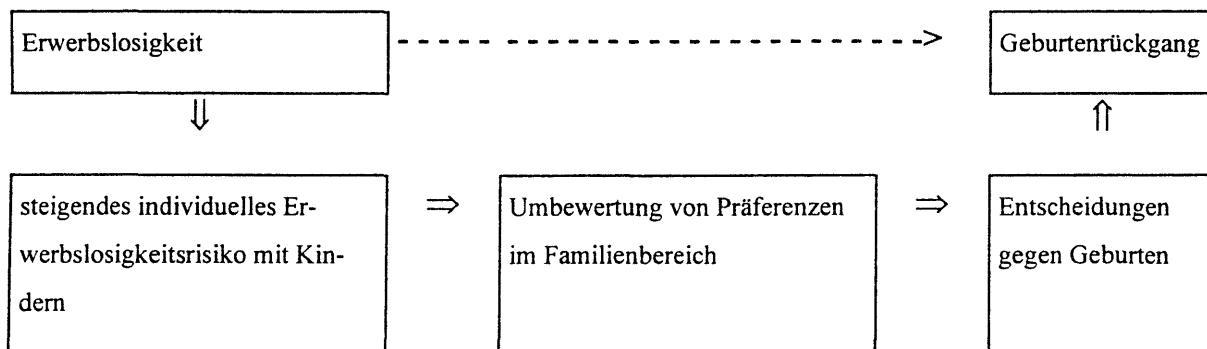 Erwerbslosigkeit
Geburtenrückgang
steigendes individuelles Er-
werbslosigkeitsrisiko mit Kin-
dern
Umbewertung von Präferenzen
im Familienbereich
Entscheidungen
gegen Geburten